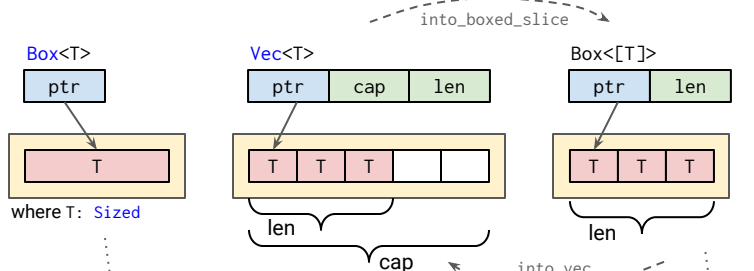 into_boxed_slice
Box<T>
Vec<T>
Box<[T]>
ptr
ptr cap len
ptr len
T
T T T
T T T
where T: Sized
len
len
cap
into_vec